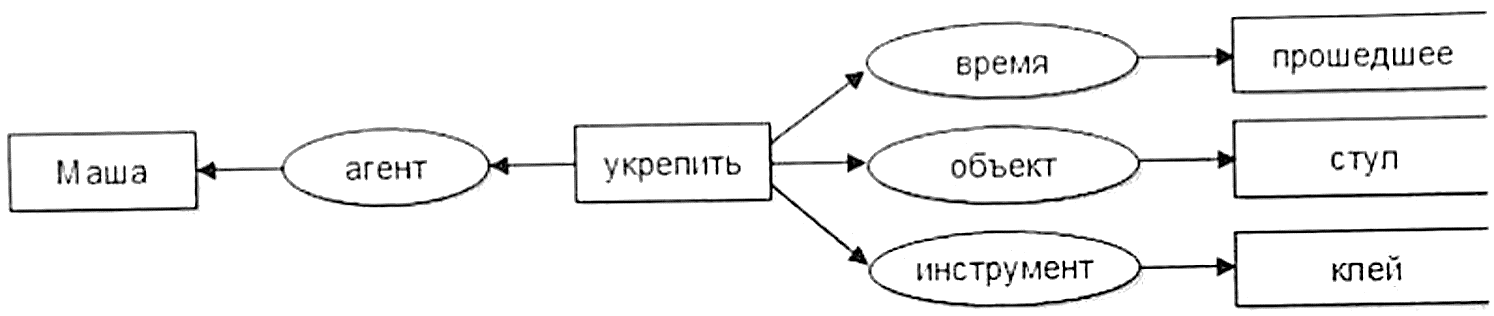 время
прошедшее
Маша
агент
укрепить
объект
стул
инструмент
клей